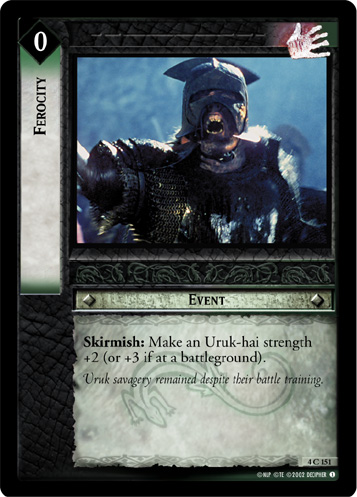 0
FEROCITY
EVENT
Skirmish: Make an Uruk-hai strength
+2 (or +3 if at a battleground).
Uruk savagery remained despite their battle training.
4 C 151
©NLP ©TE ©2002 DECIPHER